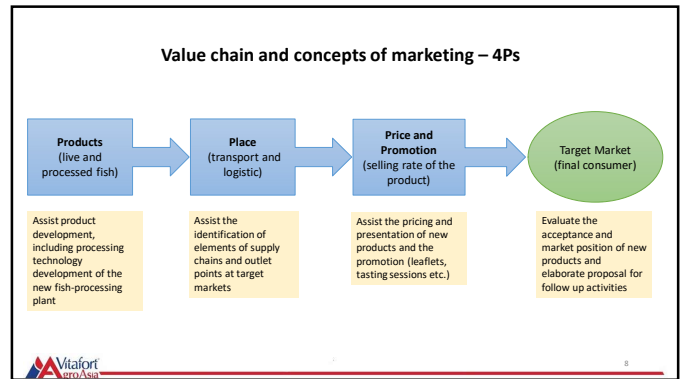 Value chain and concepts of marketing – 4Ps
Products
(live and
processed fish)
Place
(transport and
logistic)
Price and
Promotion
(selling rate of the
product)
Target Market
(final consumer)
Assist product
development,
including processing
technology
development of the
new fish-processing
plant
Assist the
identification of
elements of supply
chains and outlet
points at target
markets
Assist the pricing and
presentation of new
products and the
promotion (leaflets,
tasting sessions etc.)
Evaluate the
acceptance and
market position of new
products and
elaborate proposal for
follow up activities
Vitafort
AgroAsia
8